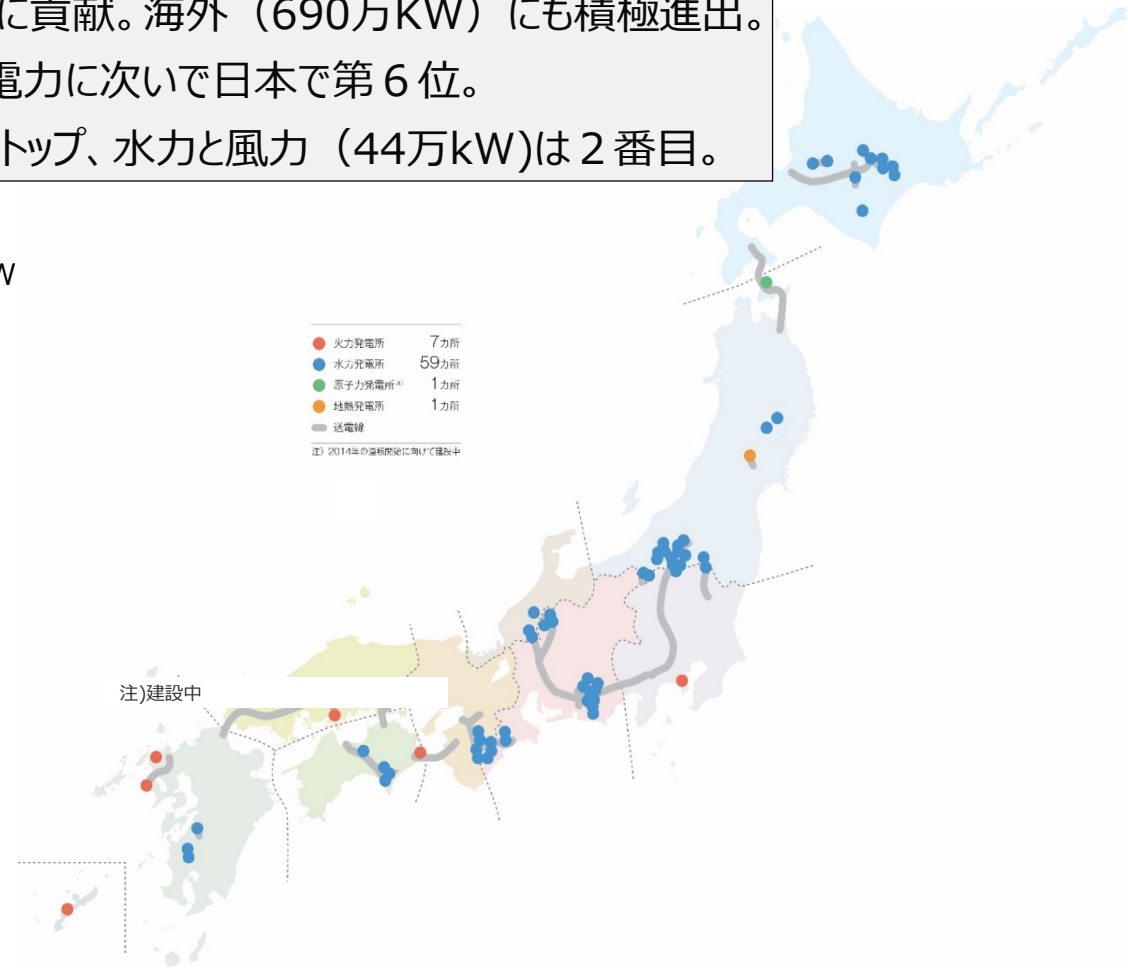 に貢献。海外（690万KW）にも積極進出。
電力に次いで日本で第６位。
トップ、水力と風力（44万kW)は２番目。
W
火力発電所 7カ所
水力発電所 59カ所
原子力発電所注) 1カ所
地熱発電所 1カ所
送電線
注）2014年の運転開始に向けて建設中
注)建設中